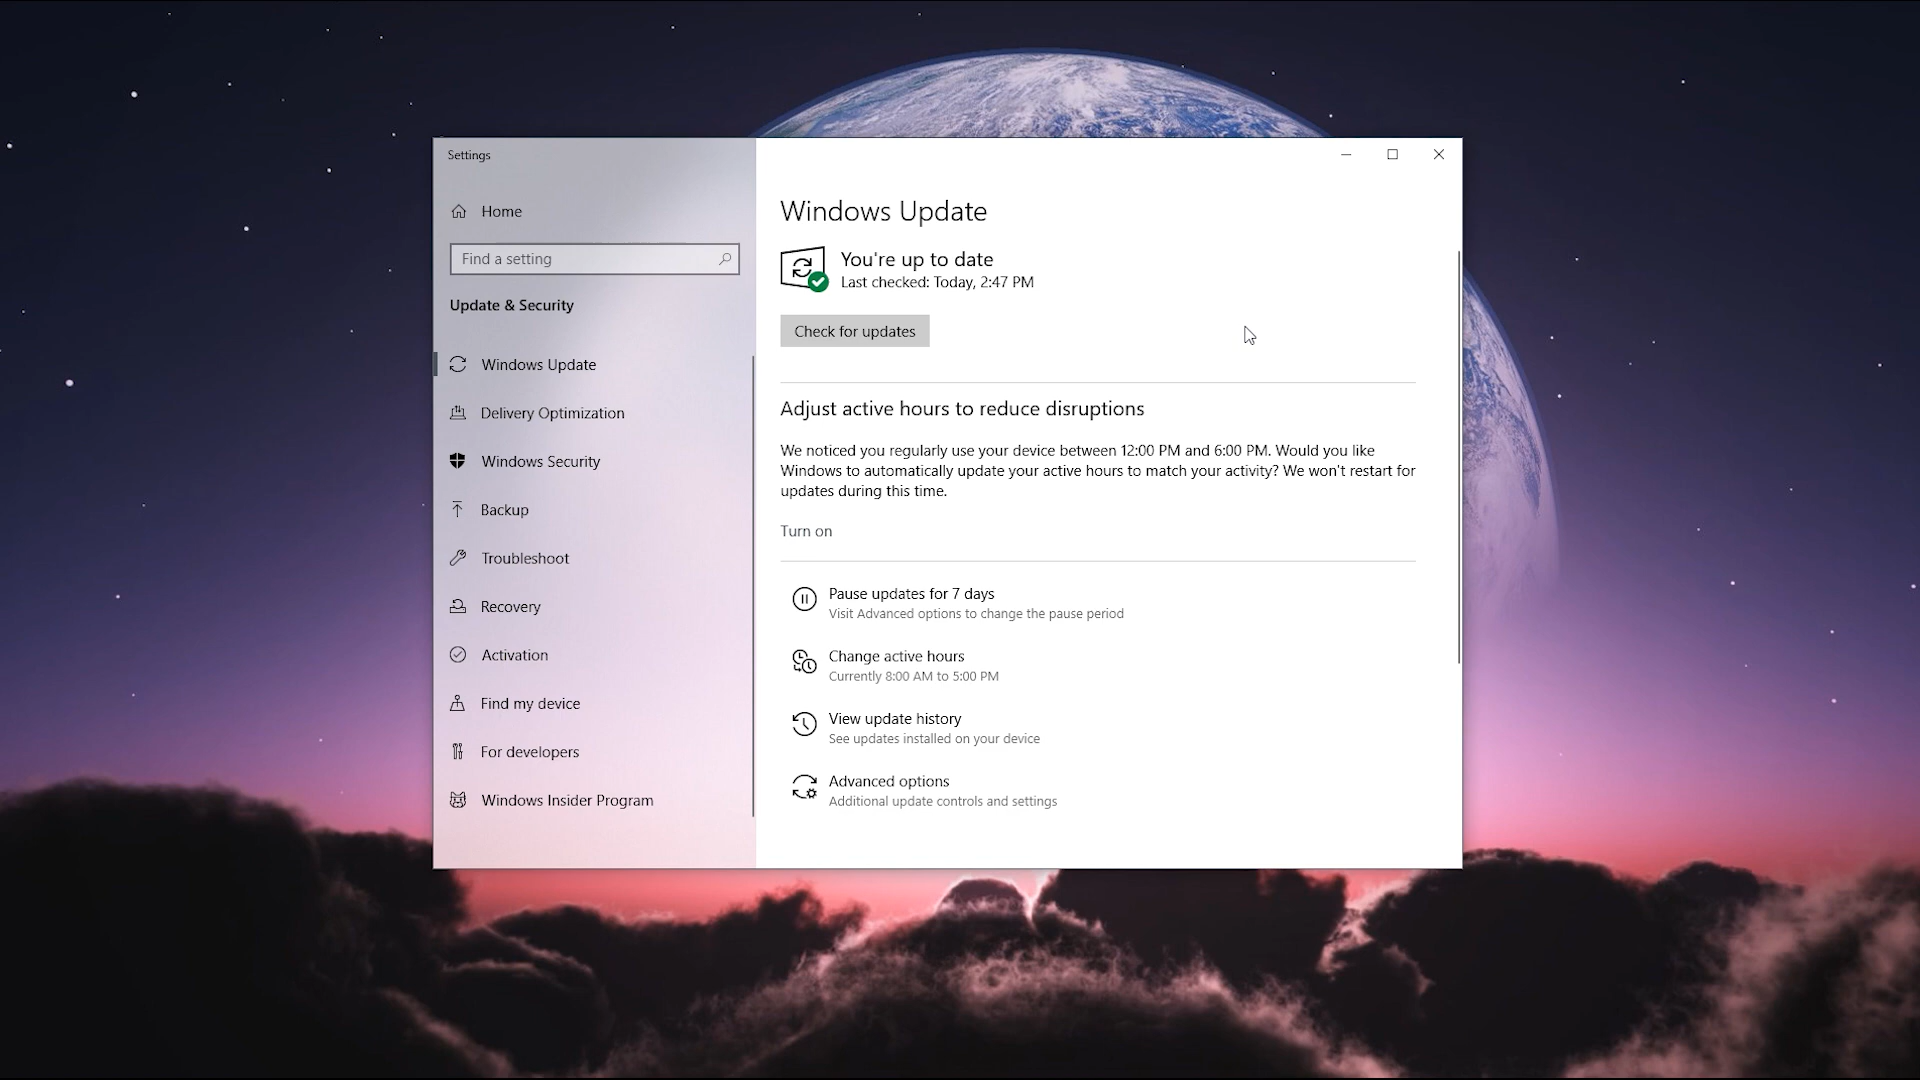 Settings
Home
Find a setting
Update & Security
Windows Update
Delivery Optimization
Windows Security
Backup
Troubleshoot
Recovery
Activation
Find my device
For developers
Windows Insider Program
Windows Update
You're up to date
Last checked: Today, 2:47 PM
Check for updates
Adjust active hours to reduce disruptions
We noticed you regularly use your device between 12:00 PM and 6:00 PM. Would you like
Windows to automatically update your active hours to match your activity? We won't restart for
updates during this time.
Turn on
Pause updates for 7 days
Visit Advanced options to change the pause period
Change active hours
Currently 8:00 AM to 5:00 PM
View update history
See updates installed on your device
Advanced options
Additional update controls and settings